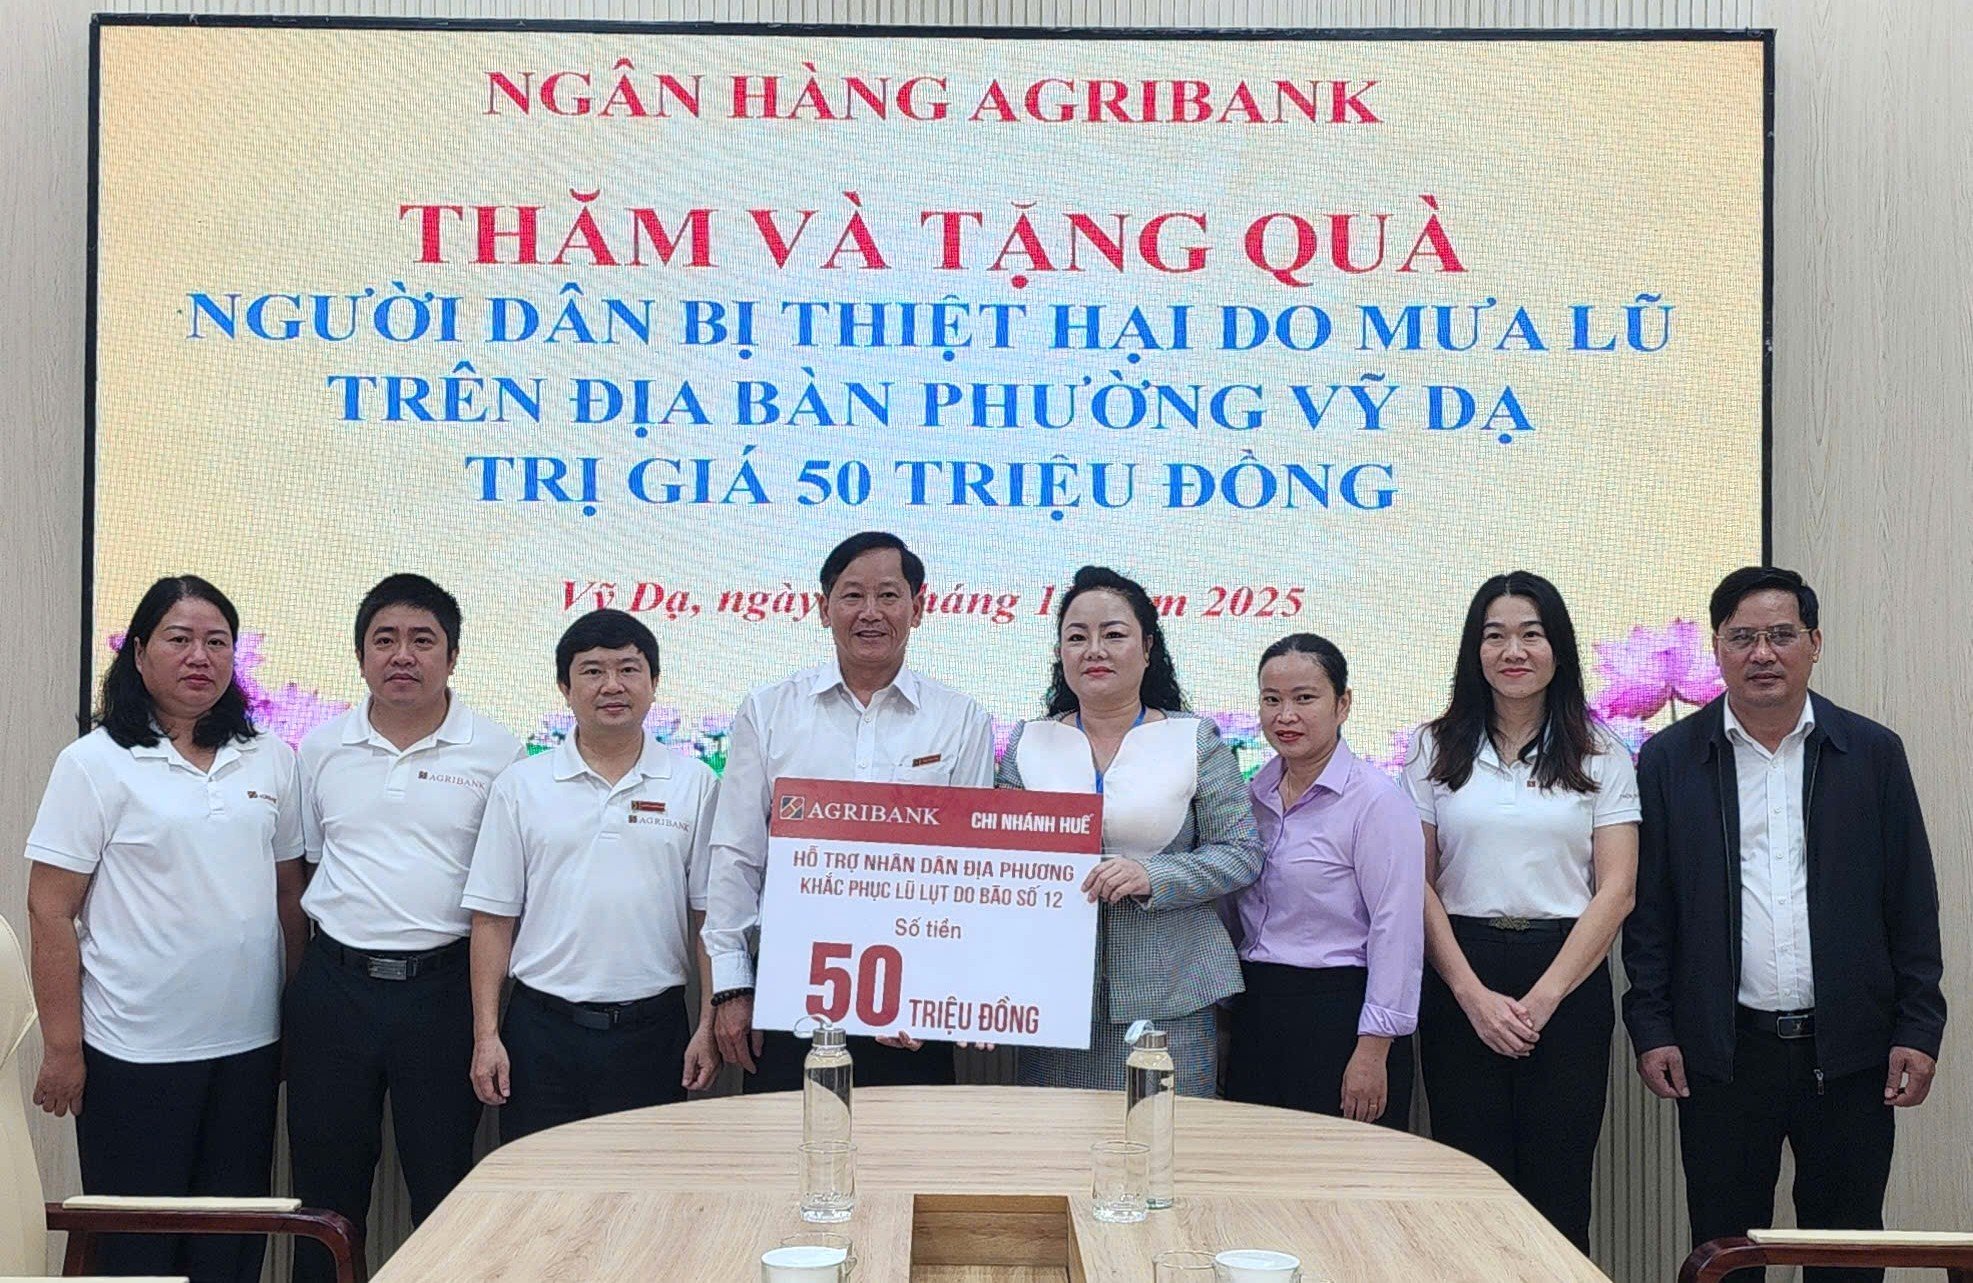 NGÂN HÀNG AGRIBANK
THĂM VÀ TẶNG QUÀ
NGƯỜI DÂN BỊ THIỆT HẠI DO MƯA LŨ
TRÊN ĐỊA BÀN PHƯỜNG VỸ DẠ
TRỊ GIÁ 50 TRIỆU ĐỒNG
Vỹ Dạ, ngày 2025
AGRIBANK CHI NHÁNH HUẾ
HỖ TRỢ NHÂN DÂN ĐỊA PHƯƠNG
KHẮC PHỤC LŨ LỤT DO BÃO SỐ 12
Số tiền
50 TRIỆU ĐỒNG
AGRIBANK
AGRIBANK
AGRIBANK